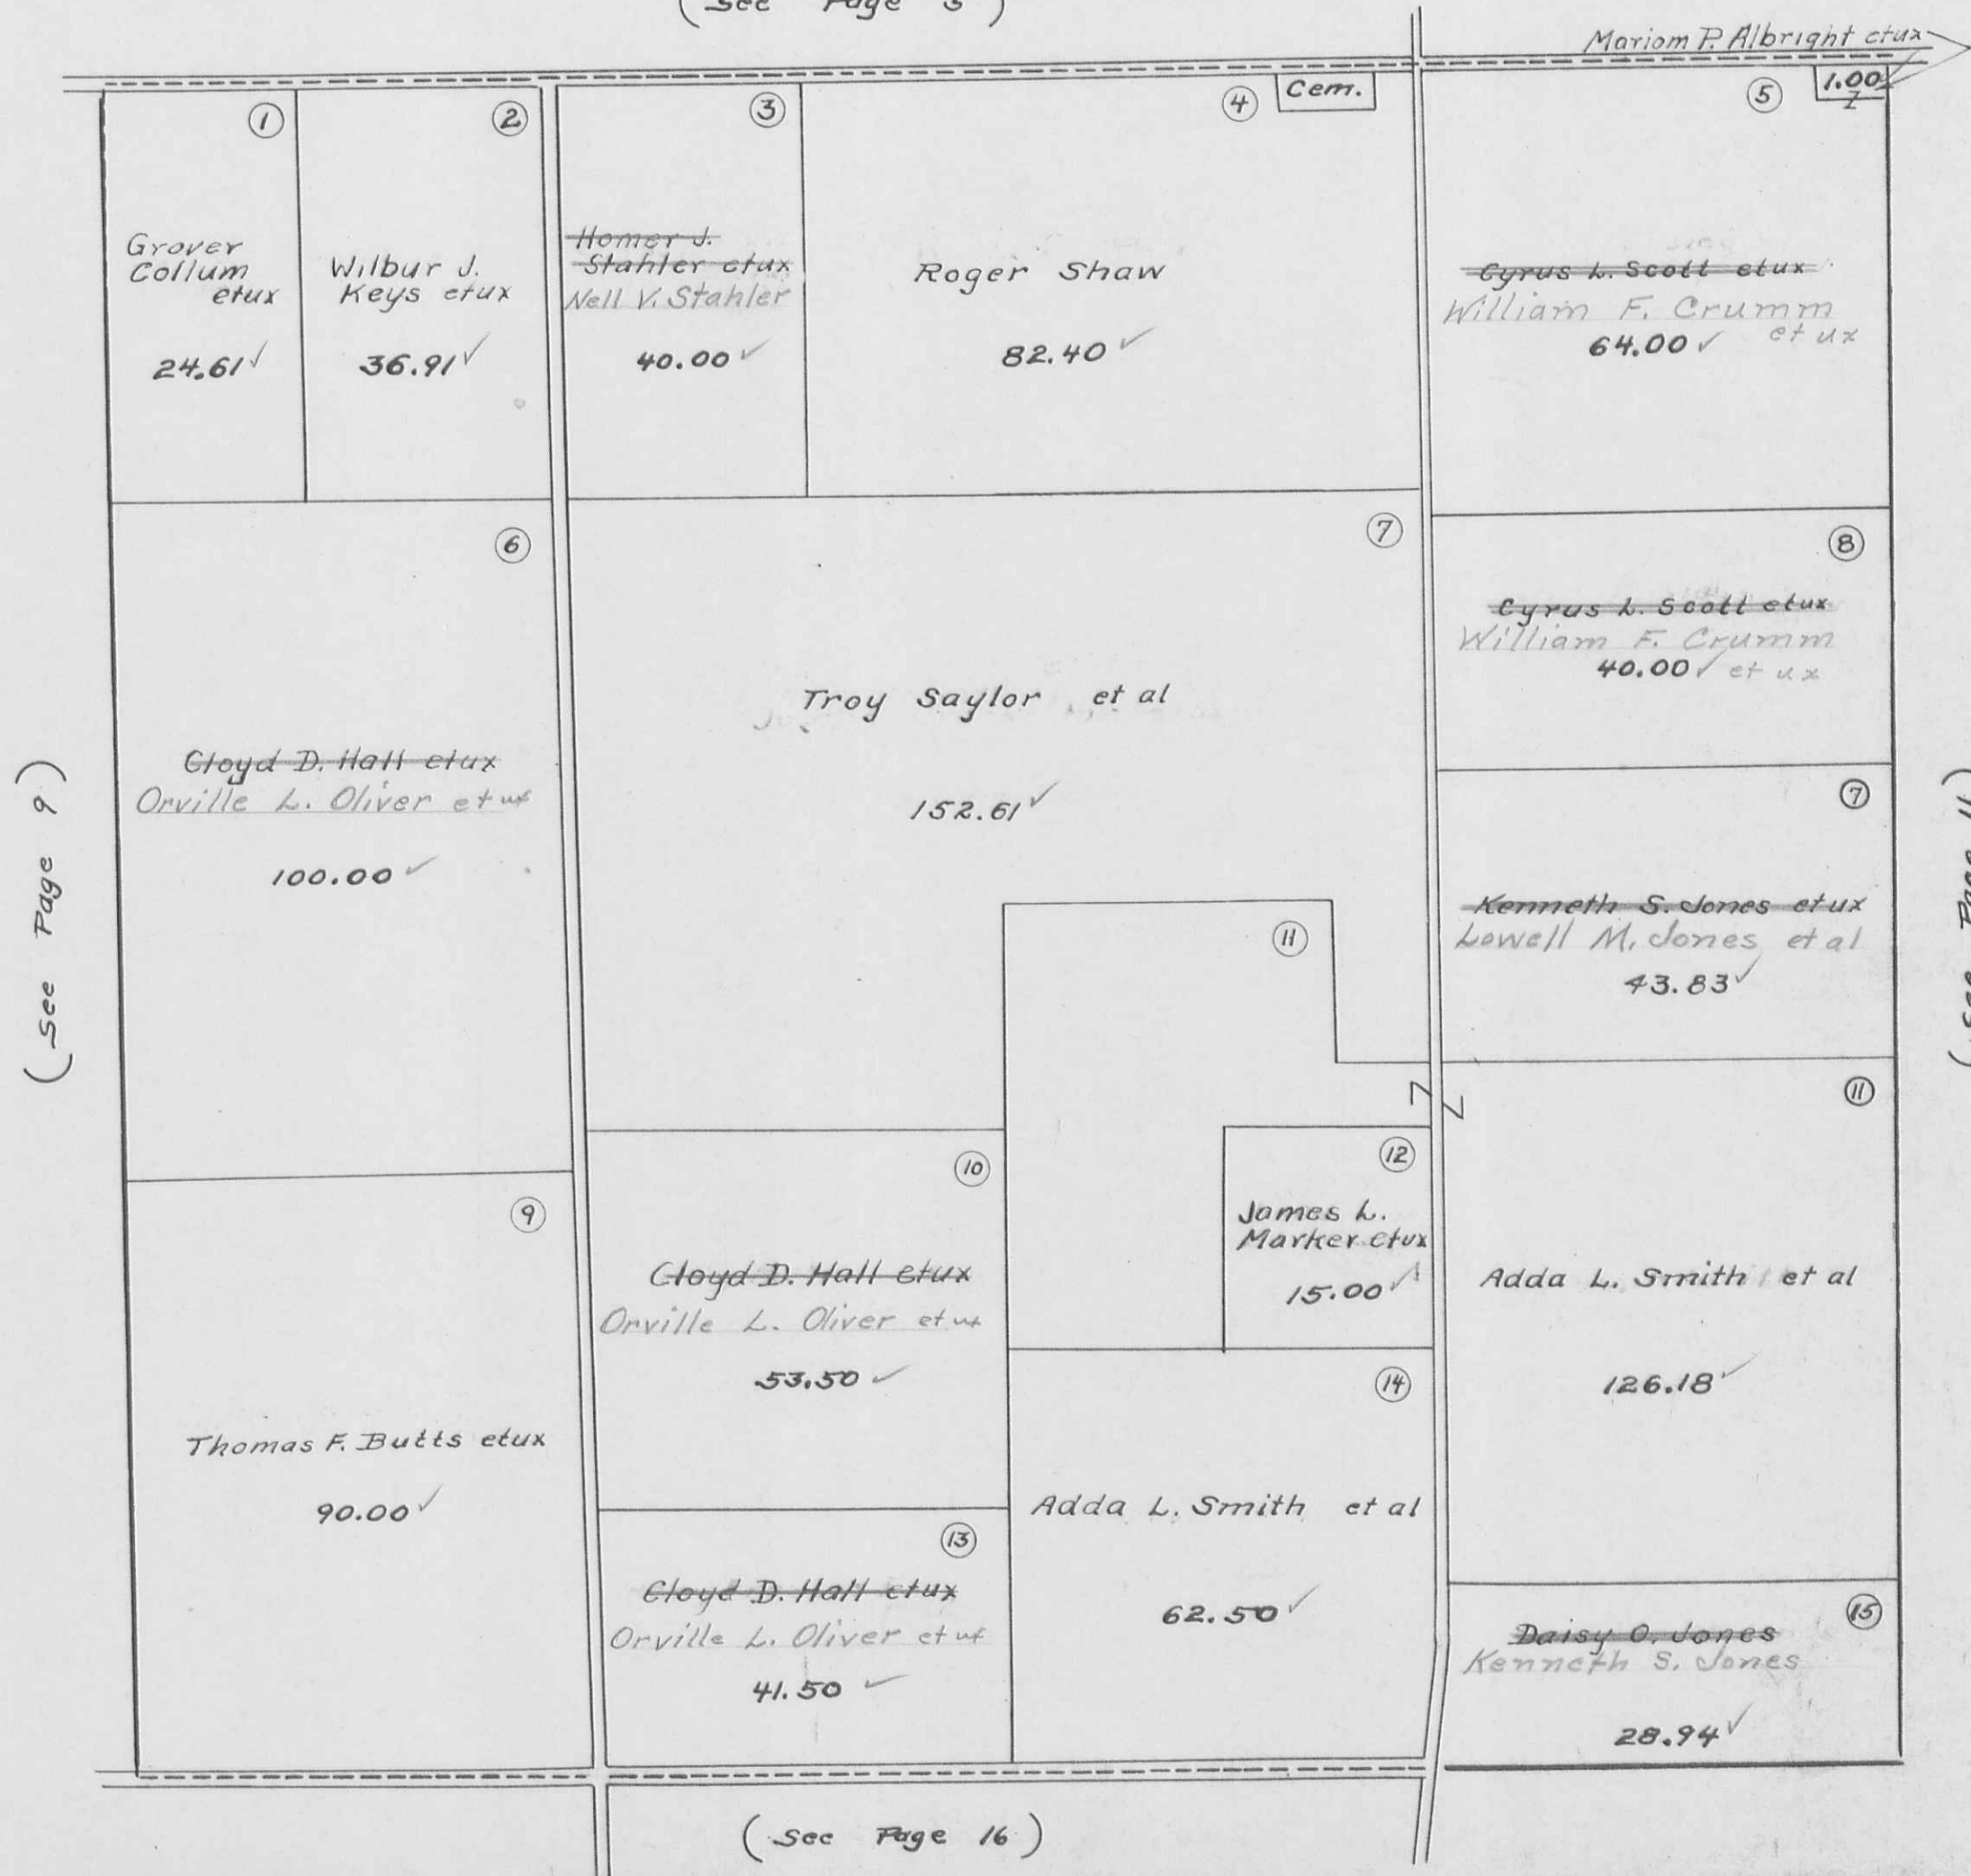 (See Page 3)
Mariom P. Albright etux
1.00
1
2
3
4
Cem.
5
Grover
Collum
etux
24.61
Wilbur J.
Keys etux
36.91
Homer J.
Stahler etux
Nell V. Stahler
40.00
Roger Shaw
82.40
Cyrus L. Scott etux
William F. Crumm
et ux
64.00
6
7
8
Cyrus L. Scott etux
William F. Crumm
40.00 et ux
Troy Saylor et al
152.61
Cloyd D. Hall etux
Orville L. Oliver et ux
100.00
(See Page 9)
7
Kenneth S. Jones etux
Lowell M. Jones et al
43.83
(See Page 11)
11
11
9
10
12
James L.
Marker etux
15.00
Cloyd D. Hall etux
Orville L. Oliver et ux
53.50
Adda L. Smith et al
126.18
14
Thomas F. Butts etux
90.00
Adda L. Smith et al
62.50
13
Cloyd D. Hall etux
Orville L. Oliver et ux
41.50
15
Daisy O. Jones
Kenneth S. Jones
28.94
(See Page 16)